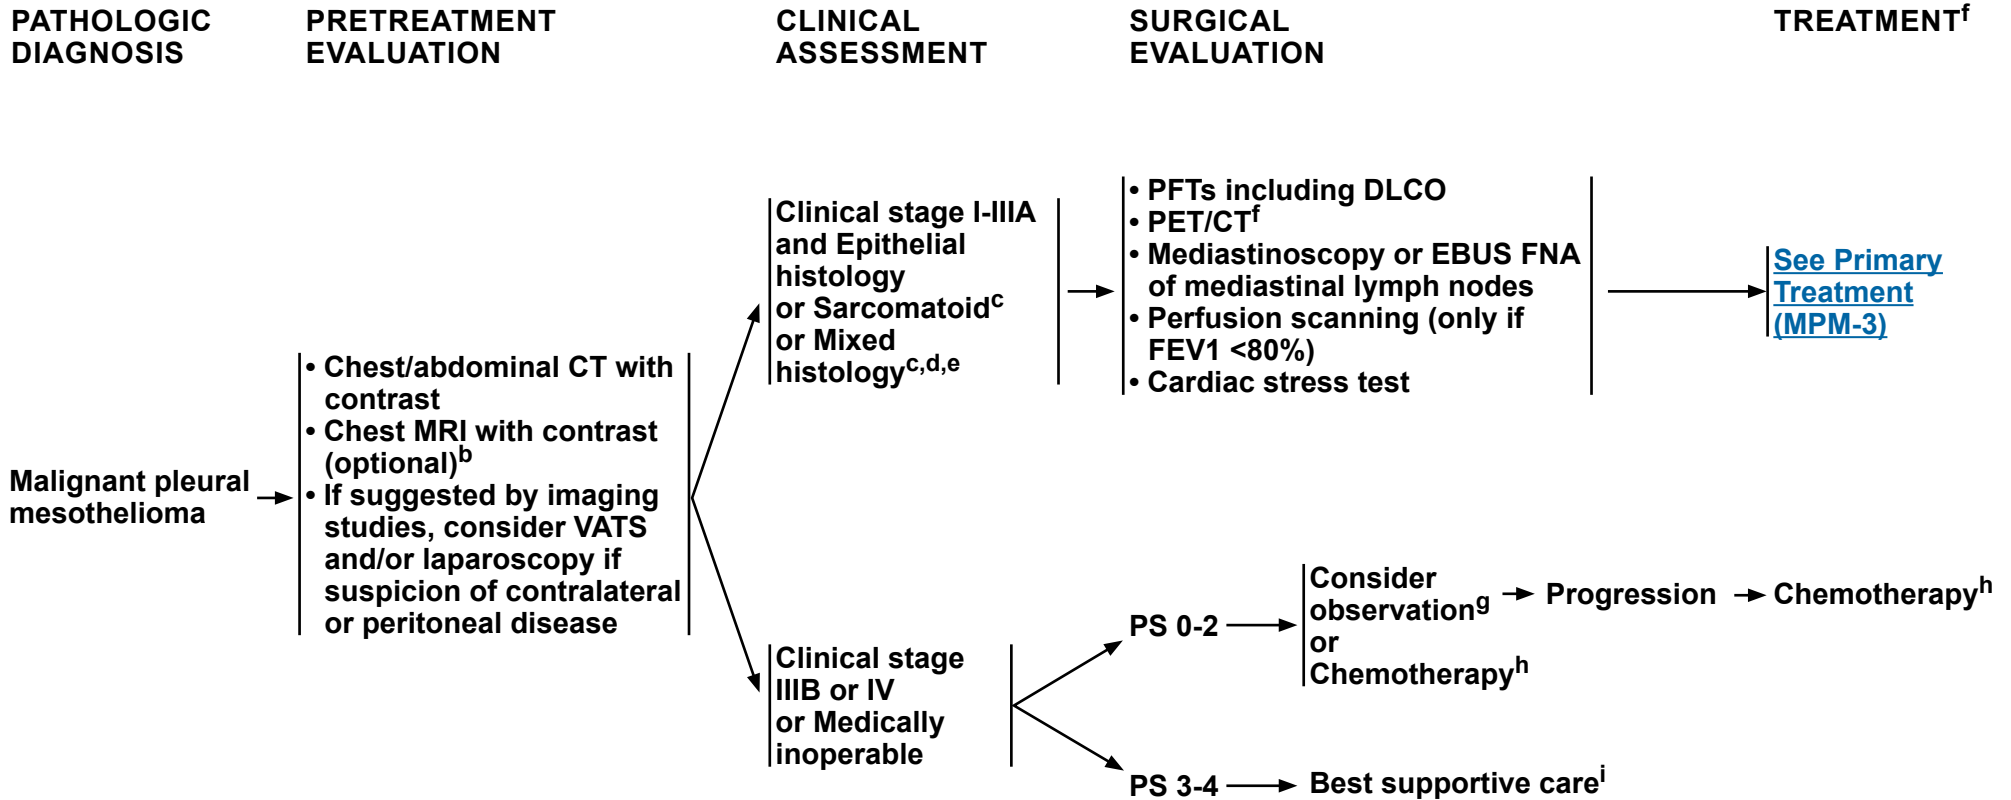 PATHOLOGIC
DIAGNOSIS
PRETREATMENT
EVALUATION
CLINICAL
ASSESSMENT
SURGICAL
EVALUATION
TREATMENTf
Malignant pleural
mesothelioma
• Chest/abdominal CT with
contrast
• Chest MRI with contrast
(optional)b
• If suggested by imaging
studies, consider VATS
and/or laparoscopy if
suspicion of contralateral
or peritoneal disease
Clinical stage I-IIIA
and Epithelial
histology
or Sarcomatoidc
or Mixed
histologyc,d,e
• PFTs including DLCO
• PET/CTf
• Mediastinoscopy or EBUS FNA
of mediastinal lymph nodes
• Perfusion scanning (only if
FEV1 <80%)
• Cardiac stress test
See Primary
Treatment
(MPM-3)
Clinical stage
IIIB or IV
or Medically
inoperable
PS 0-2
Consider
observationg
or
Chemotherapyh
Progression
Chemotherapyh
PS 3-4
Best supportive carei